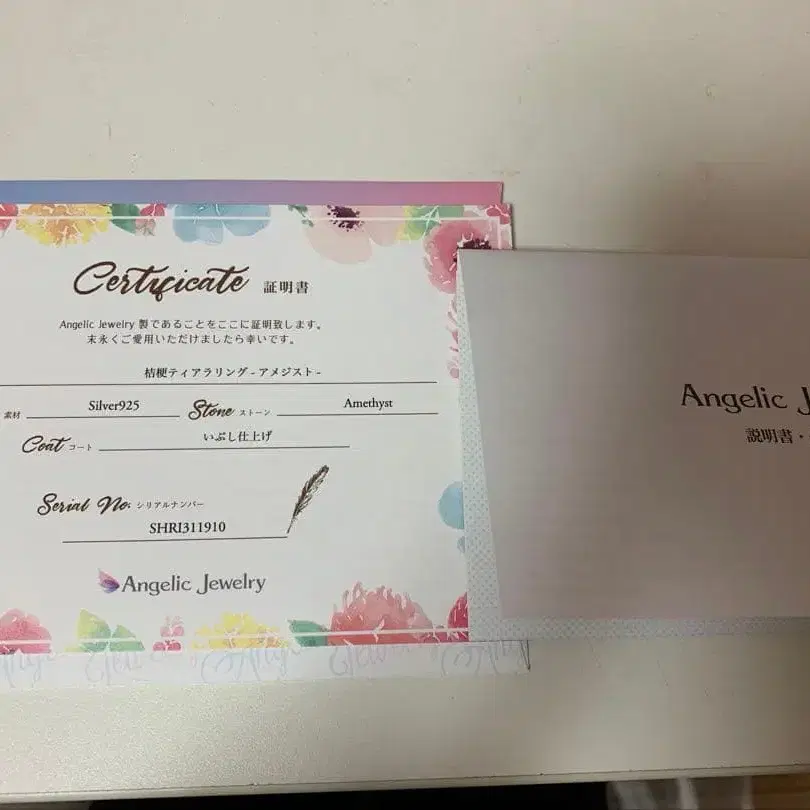 Certificate 証明書
Angelic Jewelry 製であることをここに証明致します。
末永くご愛用いただけましたら幸いです。
桔梗ティアラリング - アメジスト -
素材 Silver925 Stone ストーン Amethyst
Coat コート いぶし仕上げ
Serial No. シリアルナンバー
SHRI311910
Angelic Jewelry
Angelic J
説明書・